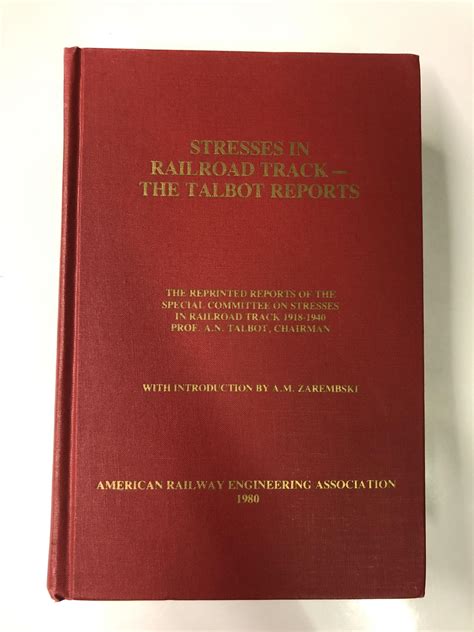 STRESSES IN
RAILROAD TRACK —
THE TALBOT REPORTS
THE REPRINTED REPORTS OF THE
SPECIAL COMMITTEE ON STRESSES
IN RAILROAD TRACK 1918-1940
PROF. A.N. TALBOT, CHAIRMAN
WITH INTRODUCTION BY A.M. ZAREMBSKI
AMERICAN RAILWAY ENGINEERING ASSOCIATION
1980